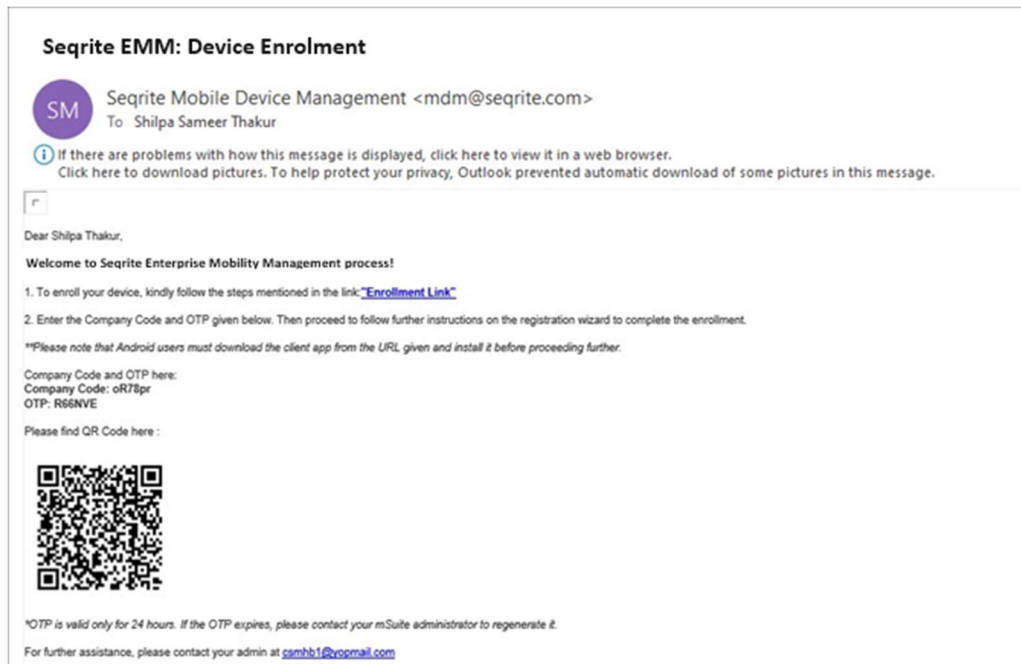 Seqrite EMM: Device Enrolment
SM
Seqrite Mobile Device Management <mdm@seqrite.com>
To Shilpa Sameer Thakur
If there are problems with how this message is displayed, click here to view it in a web browser.
Click here to download pictures. To help protect your privacy, Outlook prevented automatic download of some pictures in this message.
Dear Shilpa Thakur,
Welcome to Seqrite Enterprise Mobility Management process!
1. To enroll your device, kindly follow the steps mentioned in the link:"Enrollment Link"
2. Enter the Company Code and OTP given below. Then proceed to follow further instructions on the registration wizard to complete the enrollment.
**Please note that Android users must download the client app from the URL given and install it before proceeding further.
Company Code and OTP here:
Company Code: oR78pr
OTP: R66NVE
Please find QR Code here :
*OTP is valid only for 24 hours. If the OTP expires, please contact your mSuite administrator to regenerate it.
For further assistance, please contact your admin at csmhb1@yopmail.com